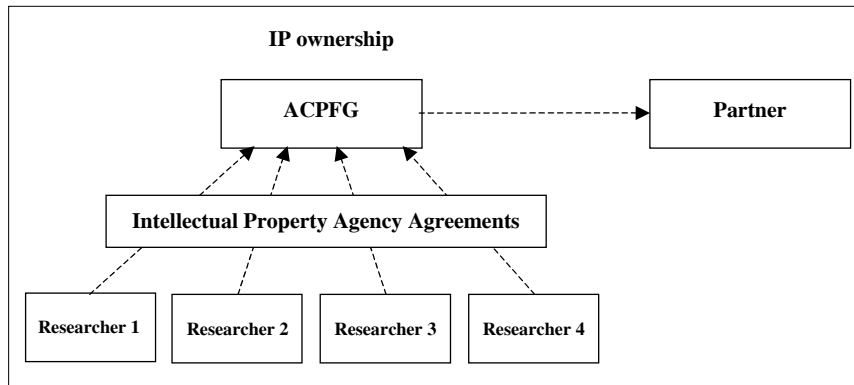 IP ownership
ACPFG
Partner
Intellectual Property Agency Agreements
Researcher 1
Researcher 2
Researcher 3
Researcher 4